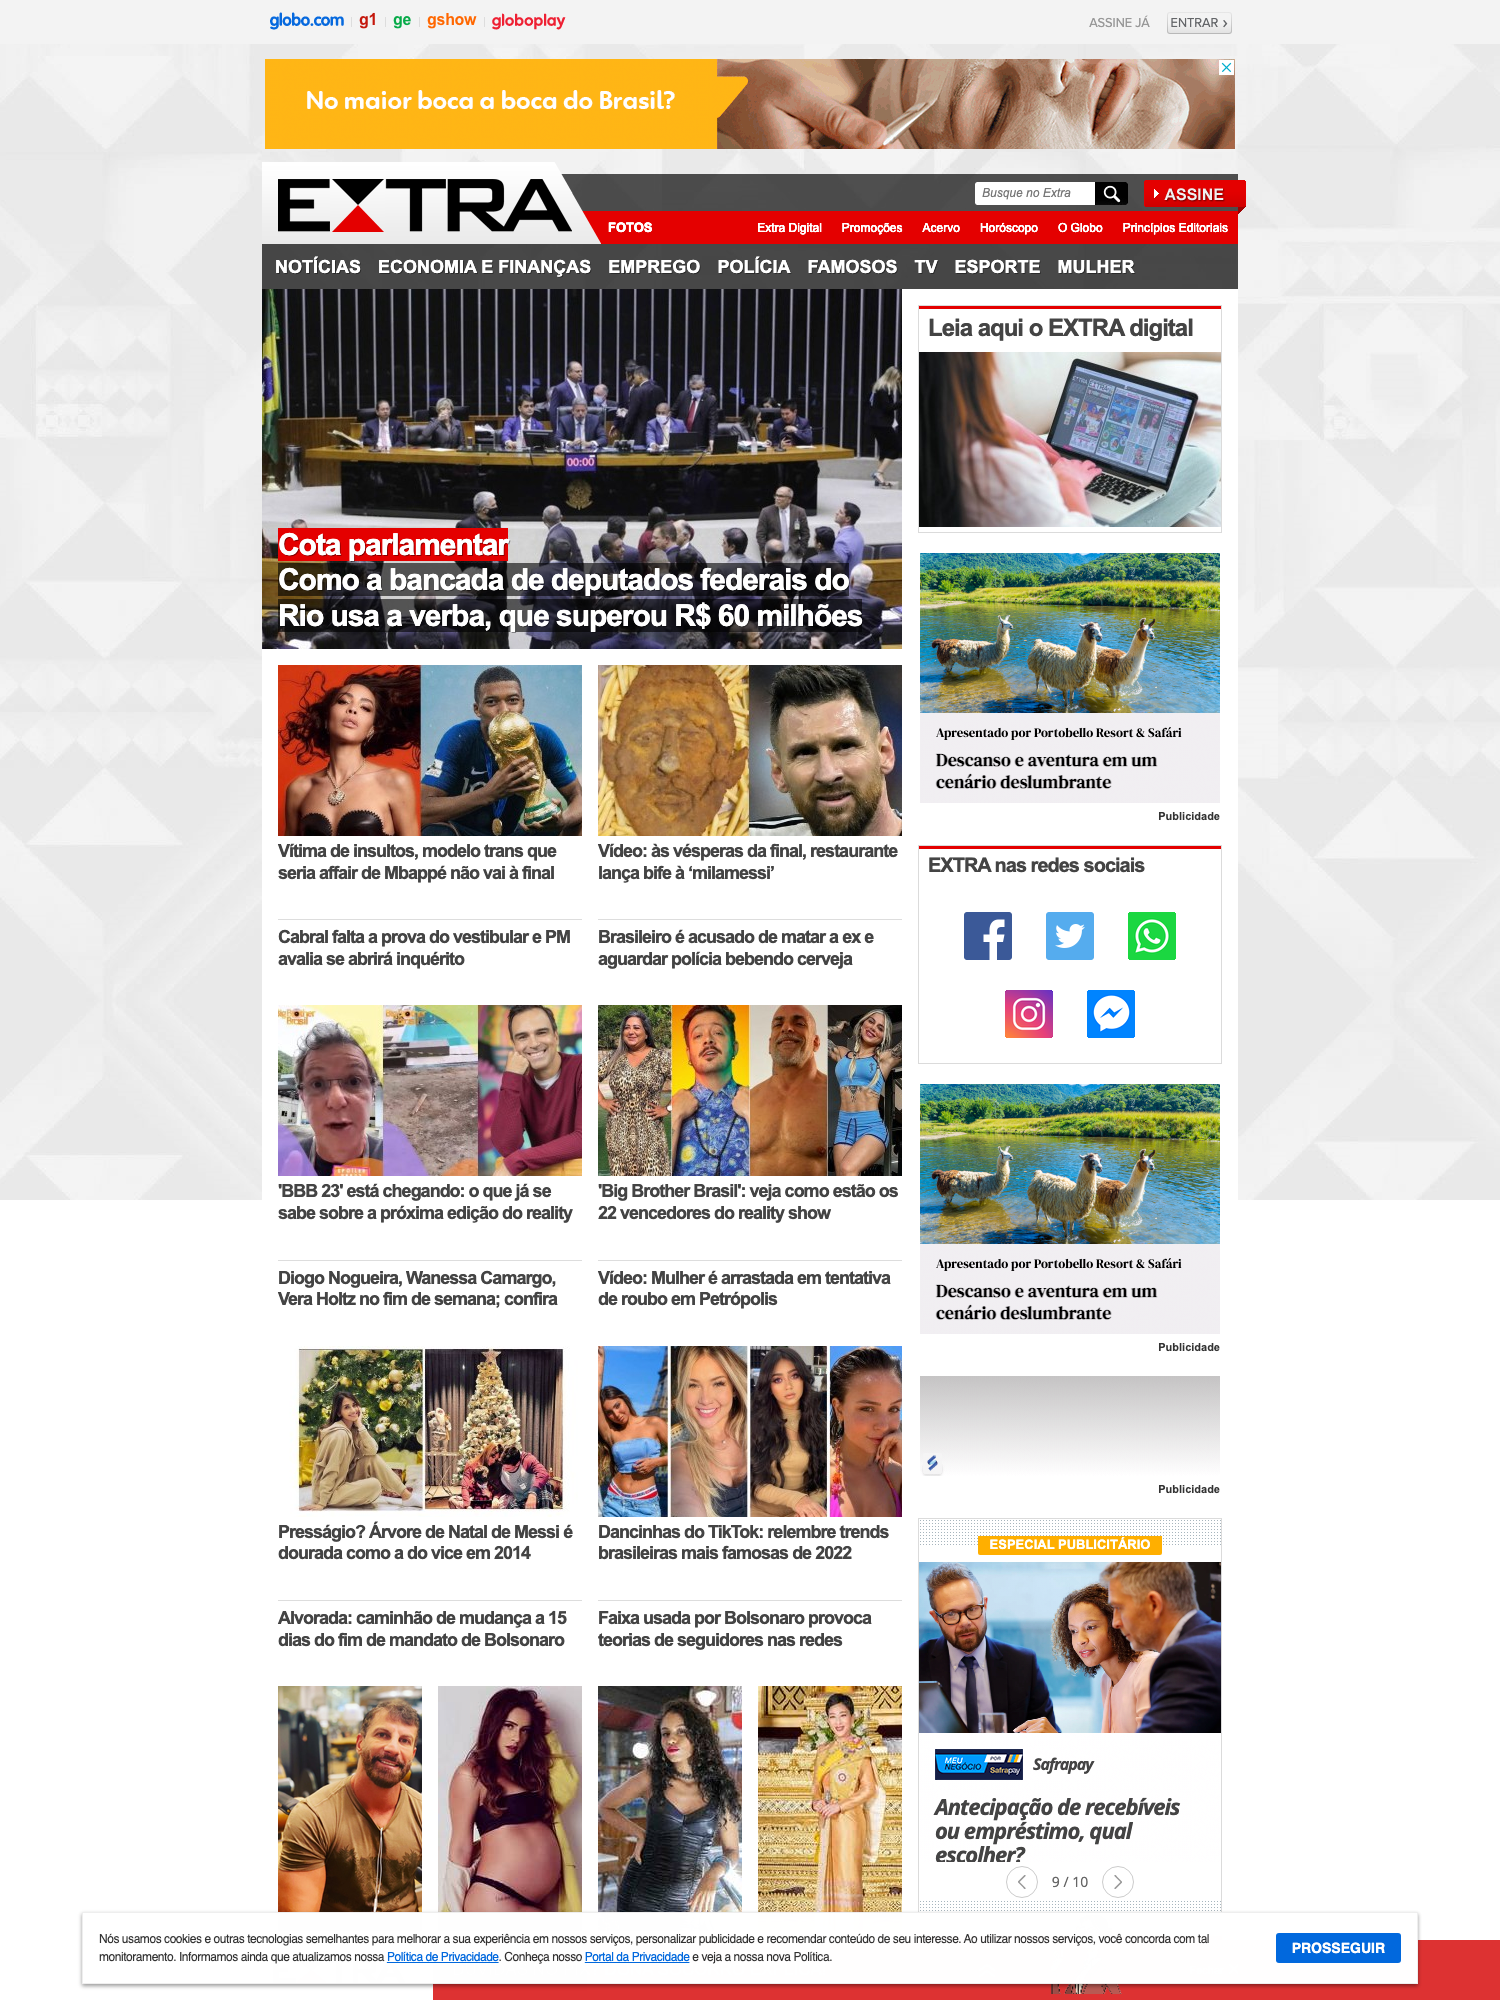 globo.com g1 ge gshow globoplay ASSINE JÁ ENTRAR ›
No maior boca a boca do Brasil?
EXTRA
Busque no Extra
ASSINE
FOTOS Extra Digital Promoções Acervo Horóscopo O Globo Princípios Editoriais
NOTÍCIAS ECONOMIA E FINANÇAS EMPREGO POLÍCIA FAMOSOS TV ESPORTE MULHER
00:00
Cota parlamentar
Como a bancada de deputados federais do
Rio usa a verba, que superou R$ 60 milhões
Vítima de insultos, modelo trans que
seria affair de Mbappé não vai à final
Vídeo: às vésperas da final, restaurante
lança bife à ‘milamessi’
Cabral falta a prova do vestibular e PM
avalia se abrirá inquérito
Brasileiro é acusado de matar a ex e
aguardar polícia bebendo cerveja
'BBB 23' está chegando: o que já se
sabe sobre a próxima edição do reality
'Big Brother Brasil': veja como estão os
22 vencedores do reality show
Diogo Nogueira, Wanessa Camargo,
Vera Holtz no fim de semana; confira
Vídeo: Mulher é arrastada em tentativa
de roubo em Petrópolis
Presságio? Árvore de Natal de Messi é
dourada como a do vice em 2014
Dancinhas do TikTok: relembre trends
brasileiras mais famosas de 2022
Alvorada: caminhão de mudança a 15
dias do fim de mandato de Bolsonaro
Faixa usada por Bolsonaro provoca
teorias de seguidores nas redes
Leia aqui o EXTRA digital
Apresentado por Portobello Resort & Safári
Descanso e aventura em um
cenário deslumbrante
Publicidade
EXTRA nas redes sociais
Apresentado por Portobello Resort & Safári
Descanso e aventura em um
cenário deslumbrante
Publicidade
Publicidade
ESPECIAL PUBLICITÁRIO
MEU NEGÓCIO POR Safrapay
Safrapay
Antecipação de recebíveis
ou empréstimo, qual
escolher?
9 / 10
Nós usamos cookies e outras tecnologias semelhantes para melhorar a sua experiência em nossos serviços, personalizar publicidade e recomendar conteúdo de seu interesse. Ao utilizar nossos serviços, você concorda com tal
monitoramento. Informamos ainda que atualizamos nossa Política de Privacidade. Conheça nosso Portal da Privacidade e veja a nossa nova Política.
PROSSEGUIR